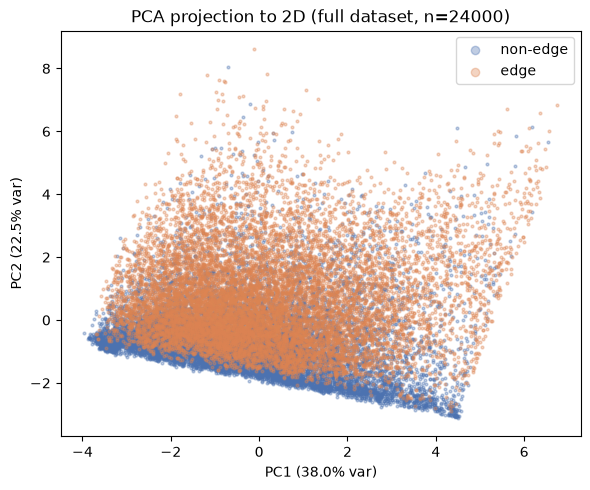 PCA projection to 2D (full dataset, n=24000)
non-edge
edge
8
6
4
2
0
−2
PC2 (22.5% var)
−4
−2
0
2
4
6
PC1 (38.0% var)